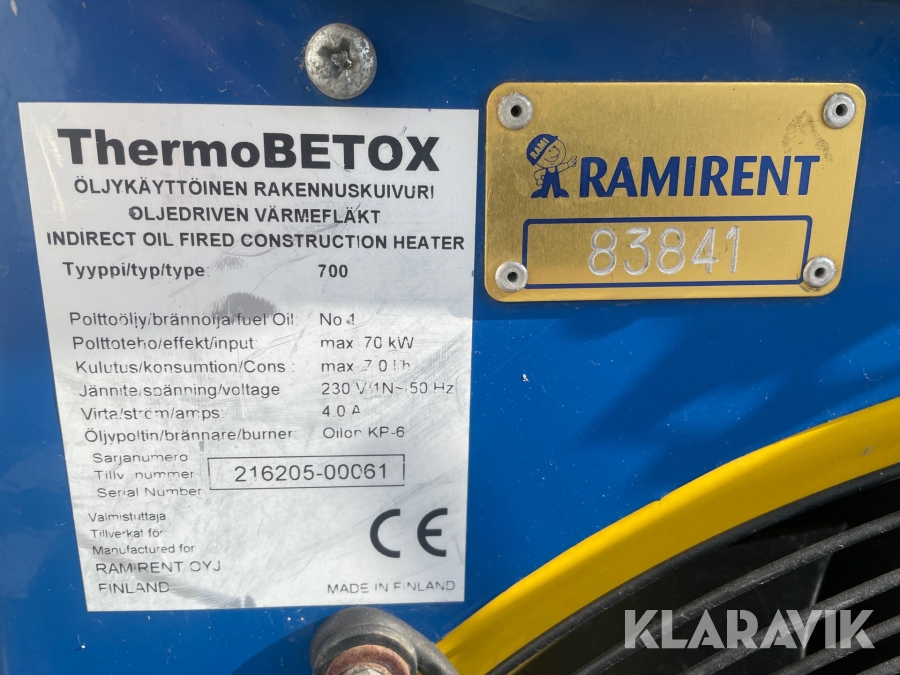 ThermoBETOX
ÖLJYKÄYTTÖINEN RAKENNUSKUIVURI
OLJEDRIVEN VÄRMEFLÄKT
INDIRECT OIL FIRED CONSTRUCTION HEATER
Tyyppi/typ/type: 700
Polttoöljy/brännolja/fuel Oil: No 1
Polttoteho/effekt/input: max 70 kW
Kulutus/konsumtion/Cons : max 7.0 l/h
Jännite/spänning/voltage 230 V/1N~50 Hz
Virta/ström/amps: 4.0 A
Öljypoltin/brännare/burner: Oilon KP-6
Sarjanumero
Tillv. nummer
Serial Number
216205-00061
Valmistuttaja
Tillverkat för
Manufactured for
RAMIRENT OYJ
FINLAND
CE
MADE IN FINLAND
RAMI
RAMIRENT
83841
KLARAVIK